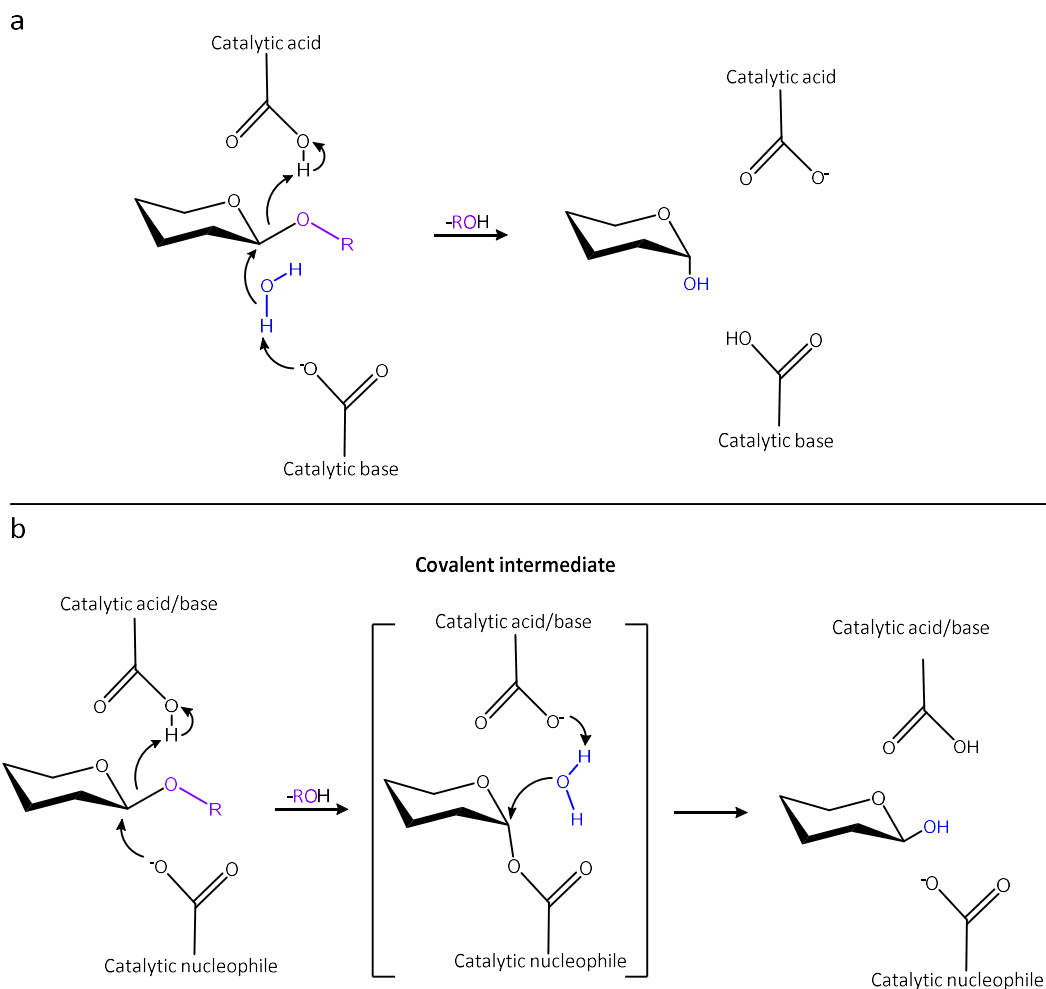 a
Catalytic acid
O
O
H
O
O
R
H
O
H
-O
O
Catalytic base
-ROH
Catalytic acid
O
O-
O
OH
HO
O
Catalytic base
b
Covalent intermediate
Catalytic acid/base
O
O
H
O
O
R
-O
O
Catalytic nucleophile
-ROH
Catalytic acid/base
O
O-
H
O
O
H
O
O
Catalytic nucleophile
Catalytic acid/base
O
OH
O
OH
-O
O
Catalytic nucleophile